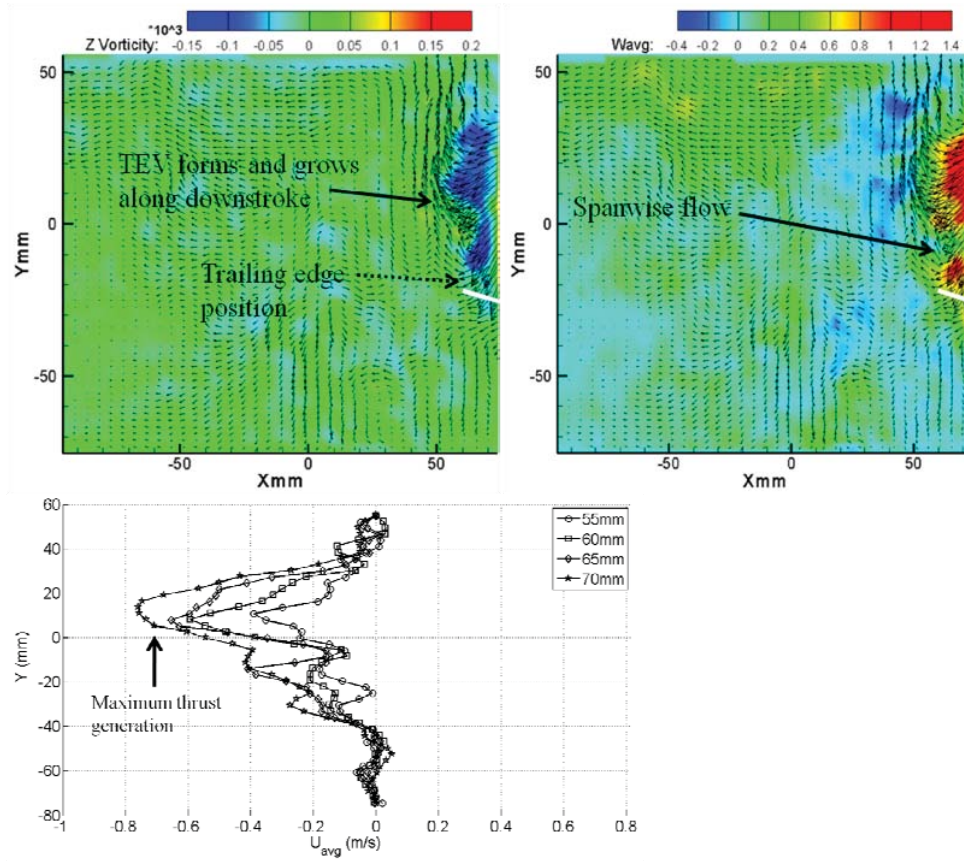 *10^3
Z Vorticity: -0.15 -0.1 -0.05 0 0.05 0.1 0.15 0.2
Wavg: -0.4 -0.2 0 0.2 0.4 0.6 0.8 1 1.2 1.4
50
TEV forms and grows
along downstroke
0
Ymm
Trailing edge
position
-50
-50 0 50
Xmm
50
Spanwise flow
0
Ymm
-50
-50 0 50
Xmm
60
40
20
0
-20
-40
-60
-80
Y (mm)
55mm
60mm
65mm
70mm
Maximum thrust
generation
-1 -0.8 -0.6 -0.4 -0.2 0 0.2 0.4 0.6 0.8
Uavg (m/s)